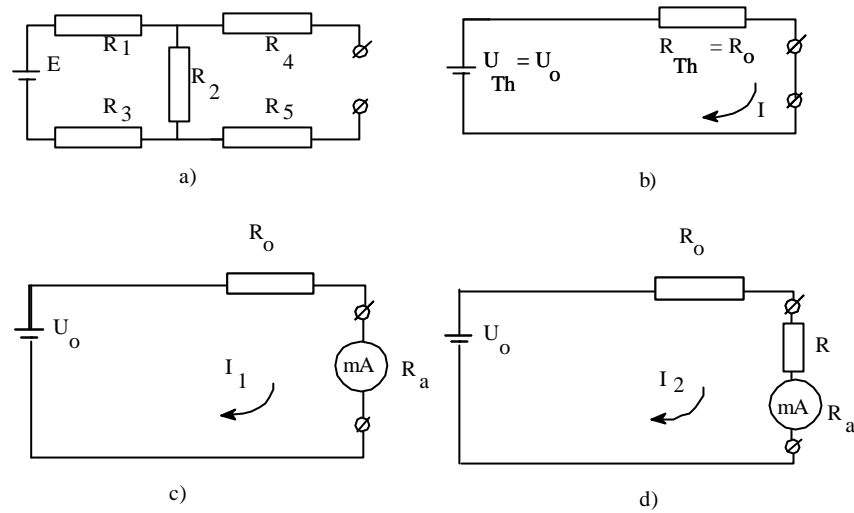 R1
R4
E
R2
R3
R5
a)
UTh = Uo
RTh = Ro
I
b)
Ro
Uo
I1
mA
Ra
c)
Ro
Uo
R
I2
mA
Ra
d)